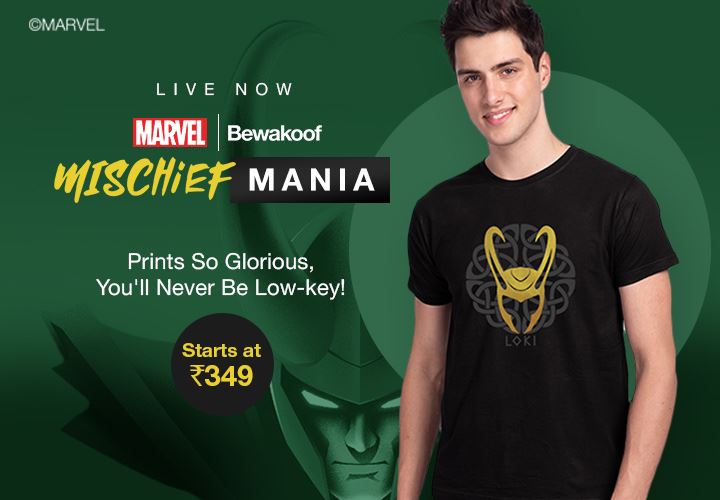 ©MARVEL
LIVE NOW
MARVEL | Bewakoof
MISCHiEF MANIA
Prints So Glorious,
You'll Never Be Low-key!
Starts at
₹349
LOKI